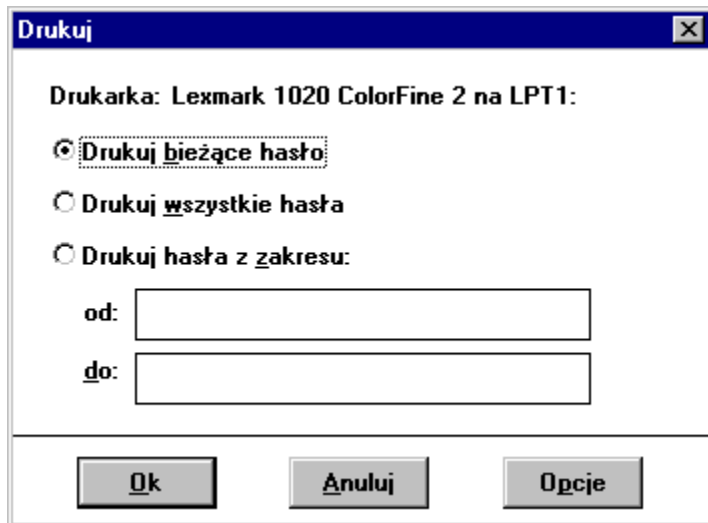 Drukuj
Drukarka: Lexmark 1020 ColorFine 2 na LPT1:
Drukuj bieżące hasło
Drukuj wszystkie hasła
Drukuj hasła z zakresu:
od:
do:
Ok Anuluj Opcje